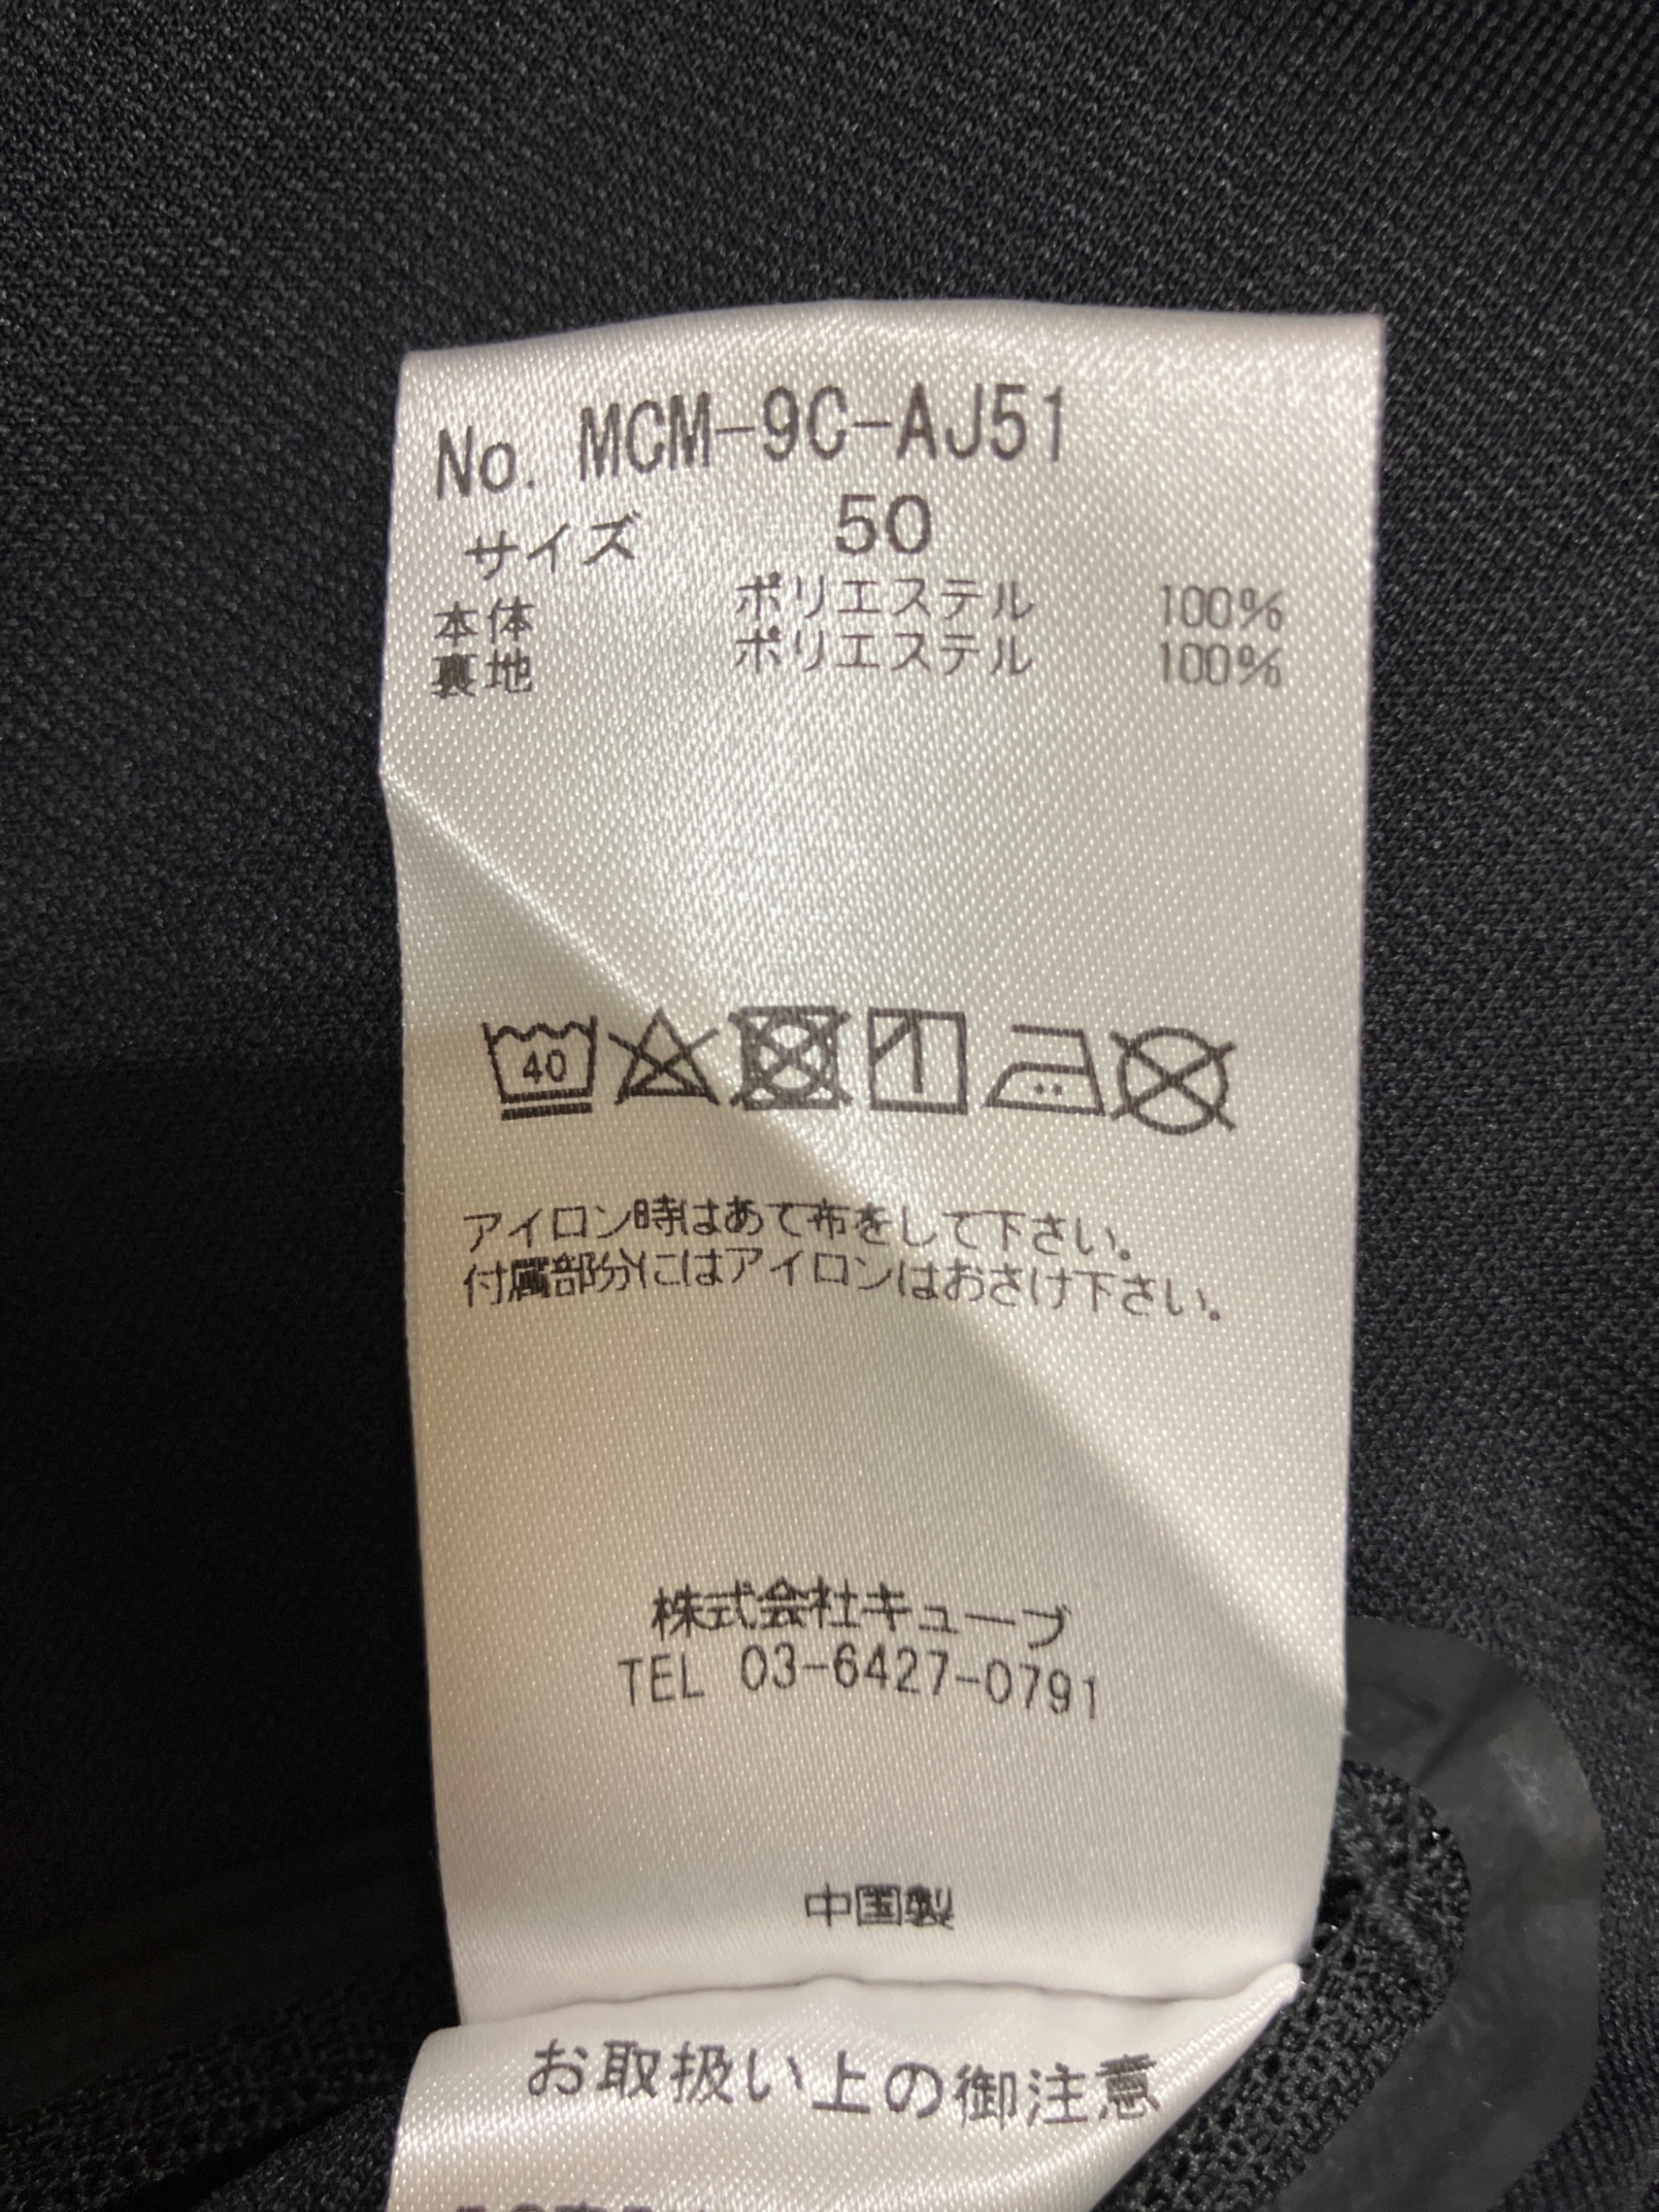 No. MCM-9C-AJ51
サイズ 50
本体 ポリエステル 100%
裏地 ポリエステル 100%
40
アイロン時はあて布をして下さい。
付属部分にはアイロンはおさけ下さい。
株式会社キューブ
TEL 03-6427-0791
中国製
お取扱い上の御注意